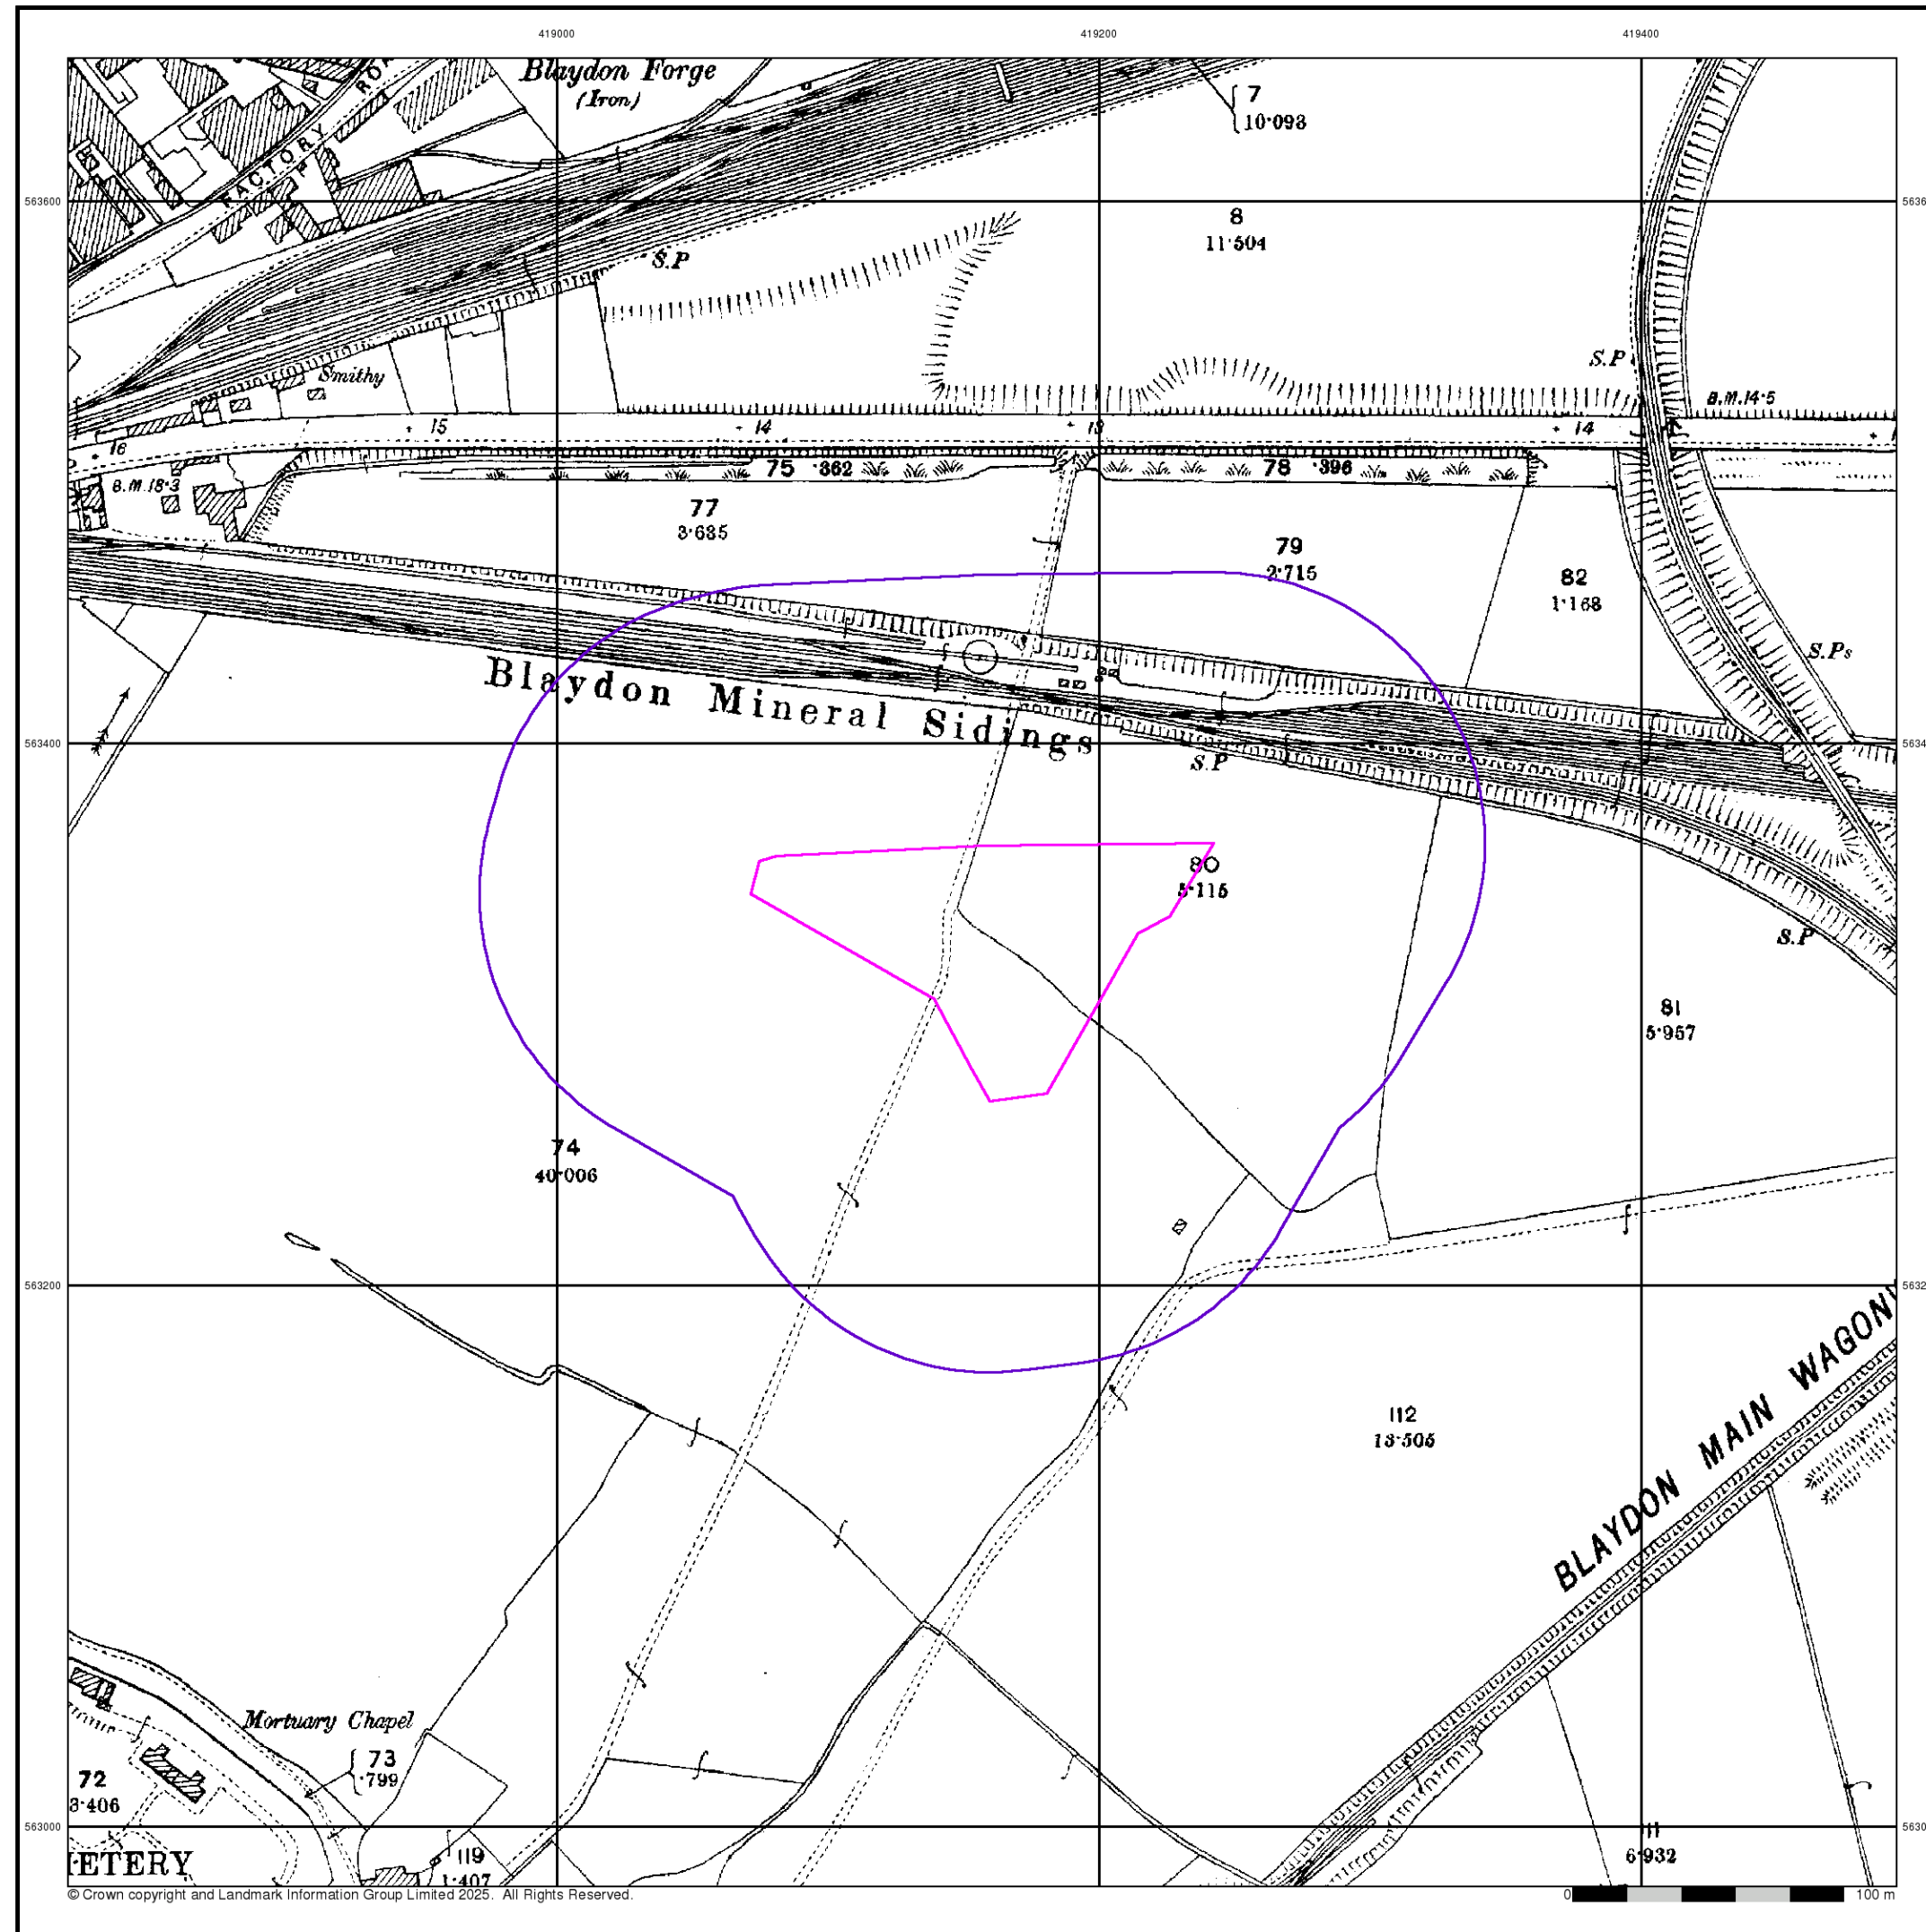 419000 419200 419400
Blaydon Forge
(Iron)
7
10·093
FACTORY
563600
8
11·504
S.P
Smithy
S.P
B.M.14·5
15
14
13
14
16
75 ·862
78 ·396
B.M.18·3
77
3·685
79
2·715
82
1·168
S.Ps
Blaydon Mineral Sidings
563400
S.P
80
5·115
S.P
81
5·957
74
40·006
563200
112
13·505
BLAYDON MAIN WAGON
Mortuary Chapel
73
·799
72
3·406
563000
11
6·932
ETERY
119
1·407
© Crown copyright and Landmark Information Group Limited 2025. All Rights Reserved.
0 100 m